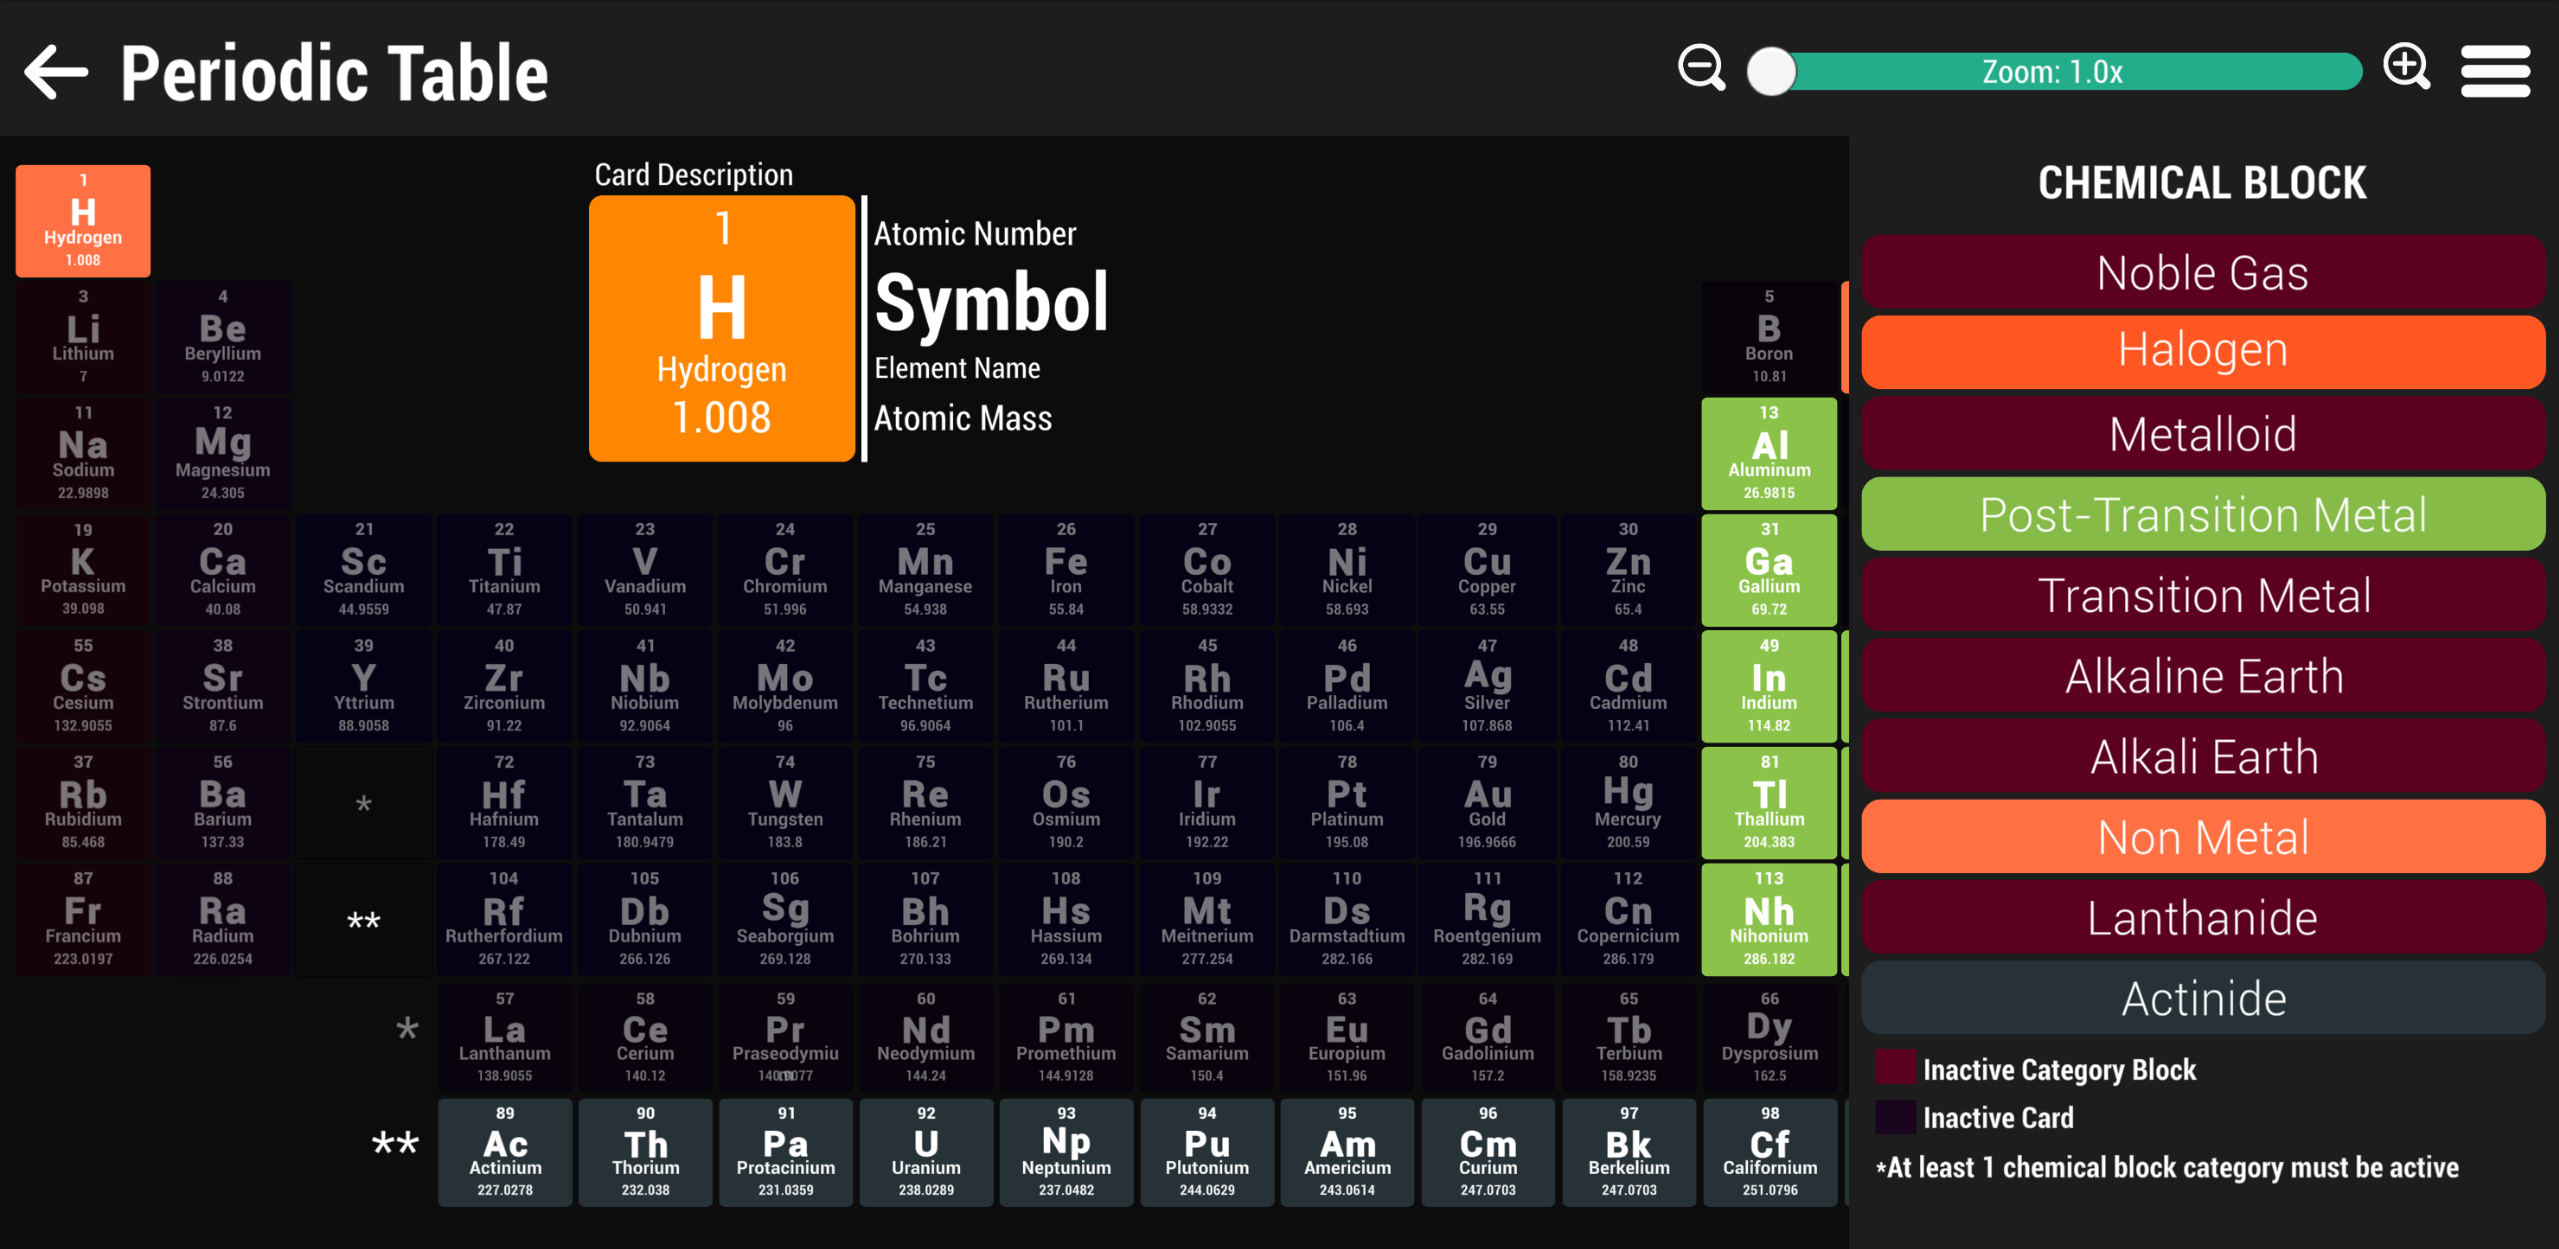 Periodic Table
Zoom: 1.0x
Card Description
1
H
Hydrogen
1.008
Atomic Number
Symbol
Element Name
Atomic Mass
1
H
Hydrogen
1.008
3 4 5
Li Be B
Lithium Beryllium Boron
7 9.0122 10.81
11 12 13
Na Mg Al
Sodium Magnesium Aluminum
22.9898 24.305 26.9815
19 20 21 22 23 24 25 26 27 28 29 30 31
K Ca Sc Ti V Cr Mn Fe Co Ni Cu Zn Ga
Potassium Calcium Scandium Titanium Vanadium Chromium Manganese Iron Cobalt Nickel Copper Zinc Gallium
39.098 40.08 44.9559 47.87 50.941 51.996 54.938 55.84 58.9332 58.693 63.55 65.4 69.72
55 38 39 40 41 42 43 44 45 46 47 48 49
Cs Sr Y Zr Nb Mo Tc Ru Rh Pd Ag Cd In
Cesium Strontium Yttrium Zirconium Niobium Molybdenum Technetium Rutherium Rhodium Palladium Silver Cadmium Indium
132.9055 87.6 88.9058 91.22 92.9064 96 96.9064 101.1 102.9055 106.4 107.868 112.41 114.82
37 56 72 73 74 75 76 77 78 79 80 81
Rb Ba * Hf Ta W Re Os Ir Pt Au Hg Tl
Rubidium Barium Hafnium Tantalum Tungsten Rhenium Osmium Iridium Platinum Gold Mercury Thallium
85.468 137.33 178.49 180.9479 183.8 186.21 190.2 192.22 195.08 196.9666 200.59 204.383
87 88 104 105 106 107 108 109 110 111 112 113
Fr Ra ** Rf Db Sg Bh Hs Mt Ds Rg Cn Nh
Francium Radium Rutherfordium Dubnium Seaborgium Bohrium Hassium Meitnerium Darmstadtium Roentgenium Copernicium Nihonium
223.0197 226.0254 267.122 266.126 269.128 270.133 269.134 277.254 282.166 282.169 286.179 286.182
57 58 59 60 61 62 63 64 65 66
* La Ce Pr Nd Pm Sm Eu Gd Tb Dy
Lanthanum Cerium Praseodymium Neodymium Promethium Samarium Europium Gadolinium Terbium Dysprosium
138.9055 140.12 140.9077 144.24 144.9128 150.4 151.96 157.2 158.9235 162.5
89 90 91 92 93 94 95 96 97 98
** Ac Th Pa U Np Pu Am Cm Bk Cf
Actinium Thorium Protacinium Uranium Neptunium Plutonium Americium Curium Berkelium Californium
227.0278 232.038 231.0359 238.0289 237.0482 244.0629 243.0614 247.0703 247.0703 251.0796
CHEMICAL BLOCK
Noble Gas
Halogen
Metalloid
Post-Transition Metal
Transition Metal
Alkaline Earth
Alkali Earth
Non Metal
Lanthanide
Actinide
Inactive Category Block
Inactive Card
*At least 1 chemical block category must be active